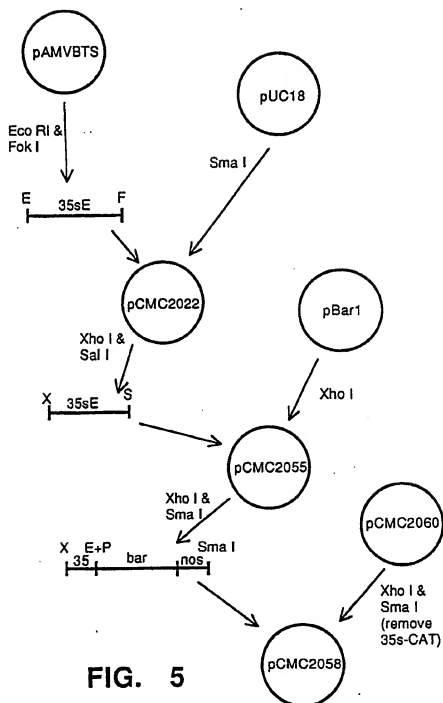 pAMVBTS
pUC18
Eco RI &
Fok I
Sma I
E 35sE F
pCMC2022
pBar1
Xho I &
Sal I
Xho I
X 35sE S
pCMC2055
Xho I &
Sma I
pCMC2060
X E+P Sma I
35 bar nos
Xho I &
Sma I
(remove
35s-CAT)
pCMC2058
FIG. 5